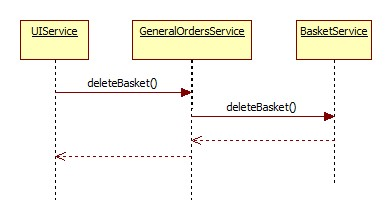 UIService
GeneralOrdersService
BasketService
deleteBasket()
deleteBasket()